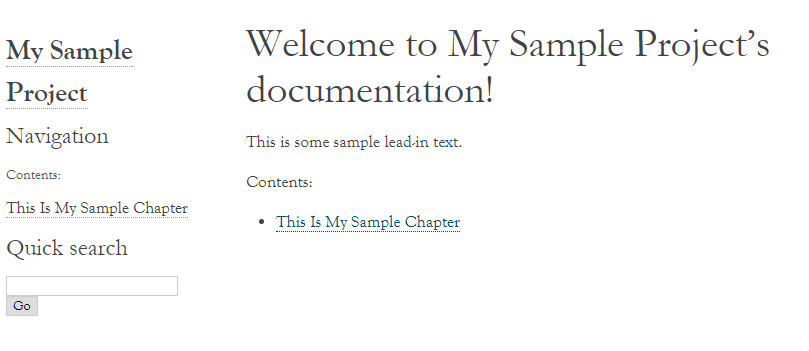 My Sample
Project
Navigation
Contents:
This Is My Sample Chapter
Quick search
Go
Welcome to My Sample Project’s
documentation!
This is some sample lead-in text.
Contents:
This Is My Sample Chapter